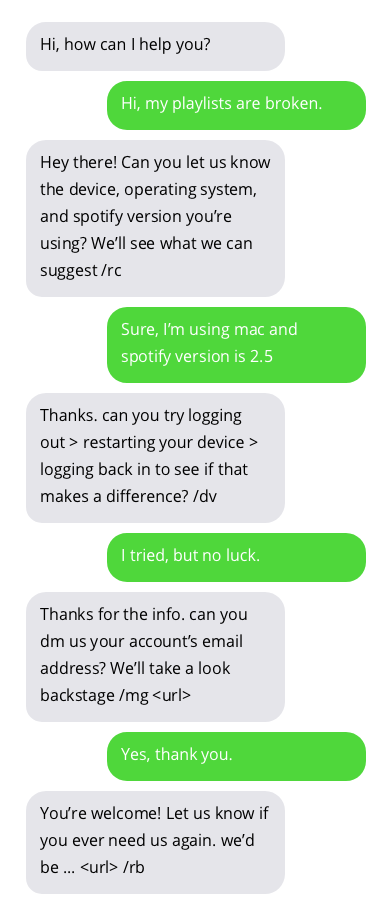 Hi, how can I help you?
Hi, my playlists are broken.
Hey there! Can you let us know
the device, operating system,
and spotify version you’re
using? We’ll see what we can
suggest /rc
Sure, I’m using mac and
spotify version is 2.5
Thanks. can you try logging
out > restarting your device >
logging back in to see if that
makes a difference? /dv
I tried, but no luck.
Thanks for the info. can you
dm us your account’s email
address? We’ll take a look
backstage /mg <url>
Yes, thank you.
You’re welcome! Let us know if
you ever need us again. we’d
be ... <url> /rb